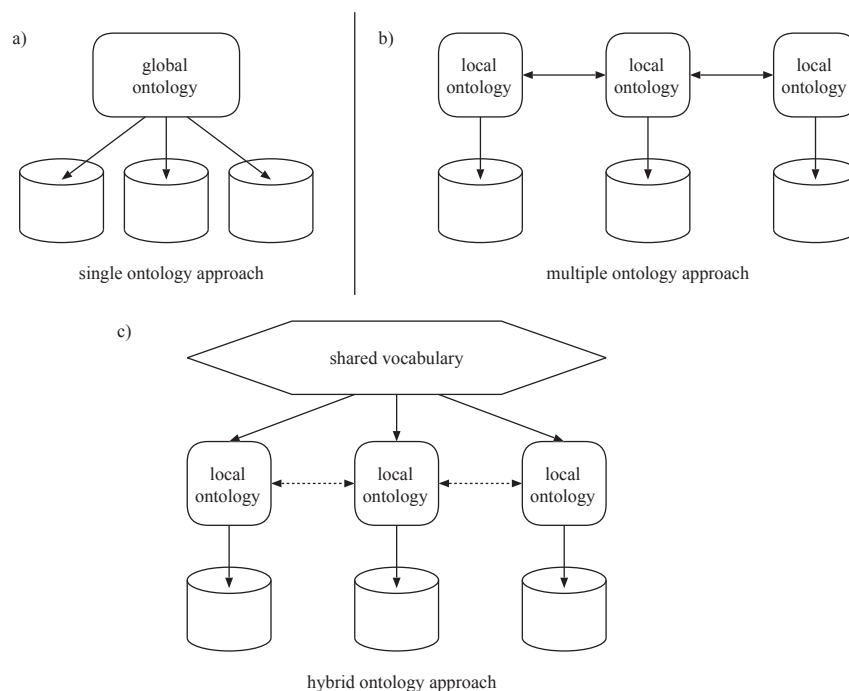 a)
global
ontology
single ontology approach
b)
local
ontology
local
ontology
local
ontology
multiple ontology approach
c)
shared vocabulary
local
ontology
local
ontology
local
ontology
hybrid ontology approach